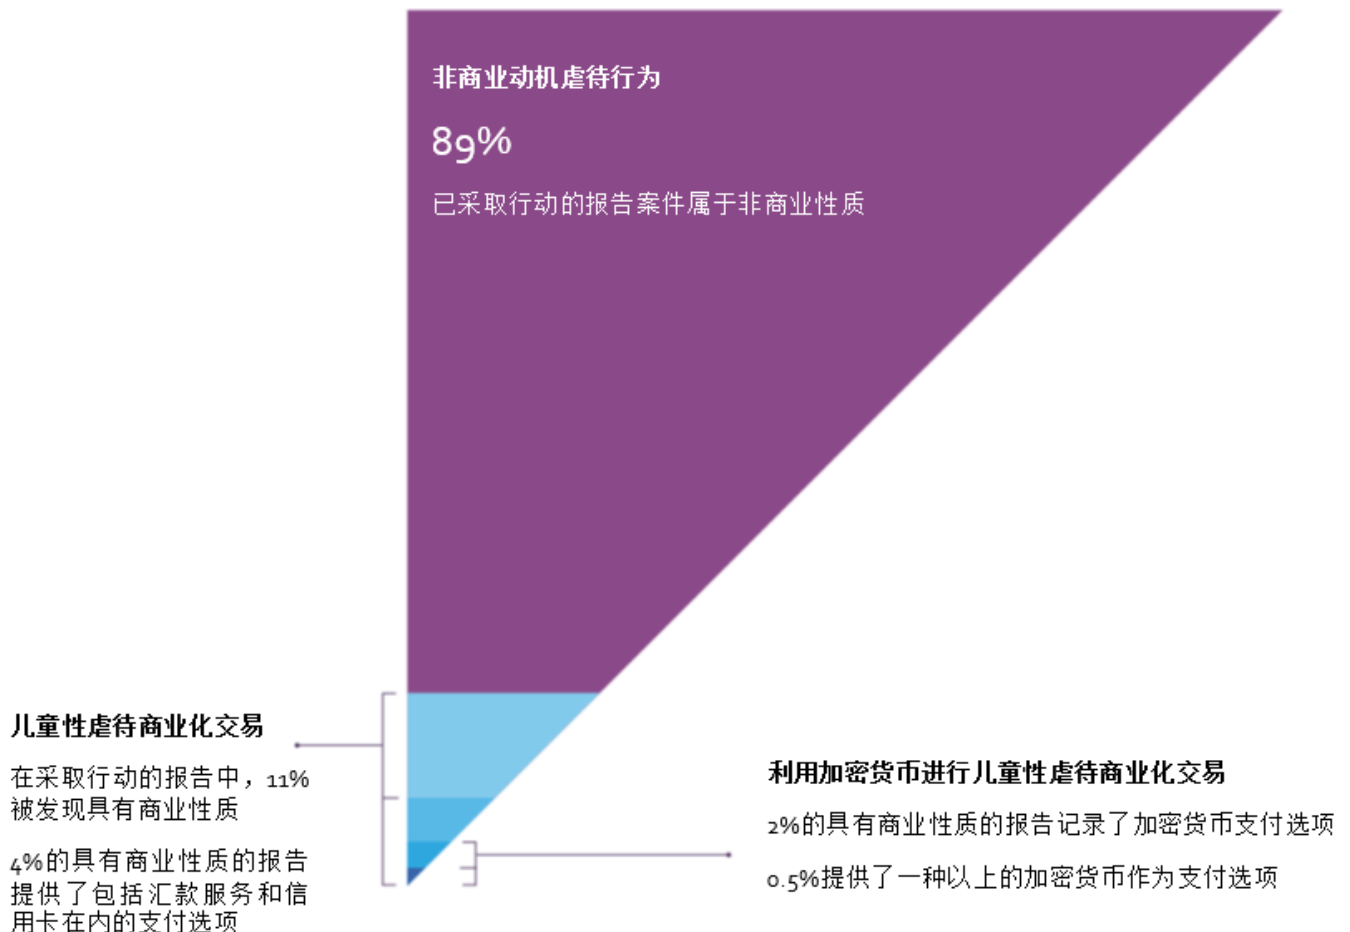 非商业动机虐待行为
89%
已采取行动的报告案件属于非商业性质
儿童性虐待商业化交易
在采取行动的报告中，11%
被发现具有商业性质
4%的具有商业性质的报告
提供了包括汇款服务和信
用卡在内的支付选项
利用加密货币进行儿童性虐待商业化交易
2%的具有商业性质的报告记录了加密货币支付选项
0.5%提供了一种以上的加密货币作为支付选项